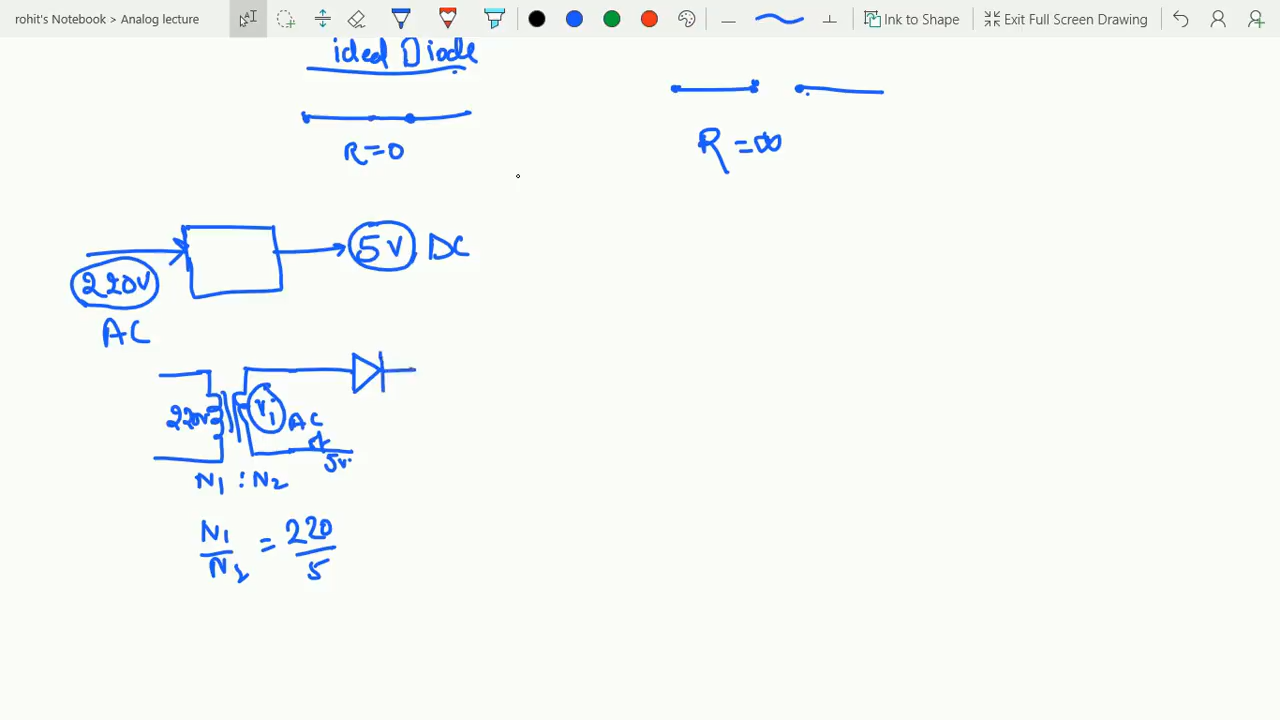 rohit's Notebook > Analog lecture
Ink to Shape
Exit Full Screen Drawing
ideal Diode
R=0
R=∞
220V
AC
5V DC
220V
Vi AC
5V
N1 : N2
N1/N2 = 220/5